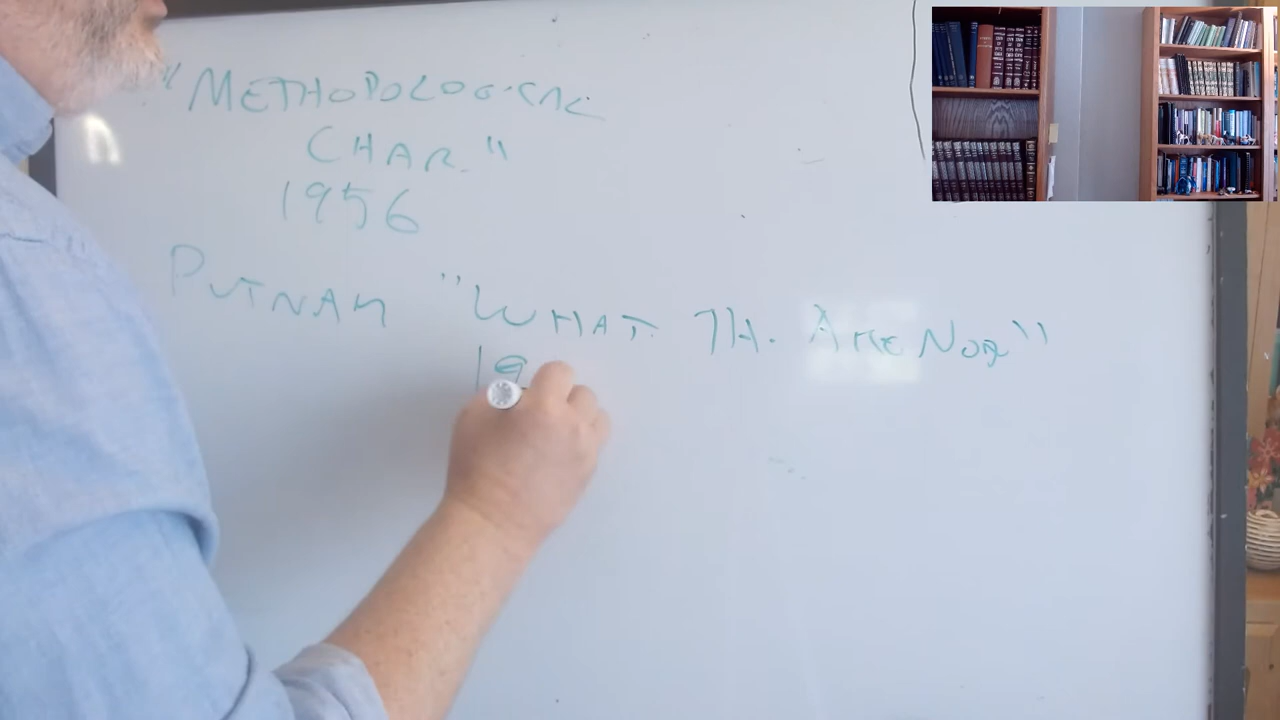 "METHODOLOGICAL
CHAR."
1956
PUTNAM "WHAT TH. ARE NOT"
19